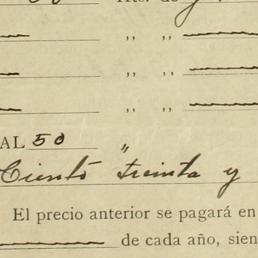 ,, ,,
,, ,,
,, ,,
AL 50 "
Ciento treinta y
El precio anterior se pagará en
de cada año, sien